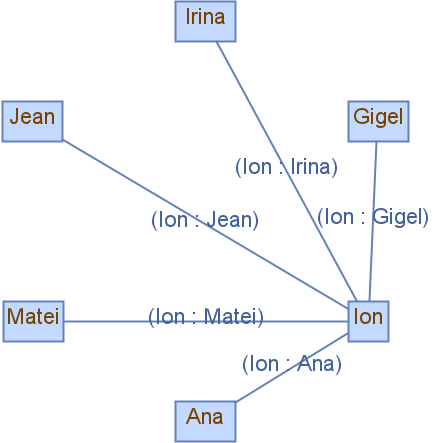 Irina
Jean
Gigel
(Ion : Irina)
(Ion : Jean)
(Ion : Gigel)
Matei
(Ion : Matei)
Ion
(Ion : Ana)
Ana